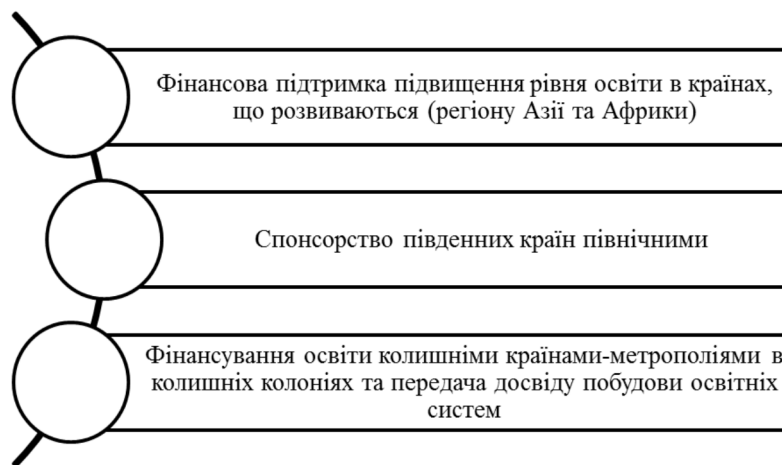 Фінансова підтримка підвищення рівня освіти в країнах,
що розвиваються (регіону Азії та Африки)
Спонсорство південних країн північними
Фінансування освіти колишніми країнами-метрополіями в
колишніх колоніях та передача досвіду побудови освітніх
систем